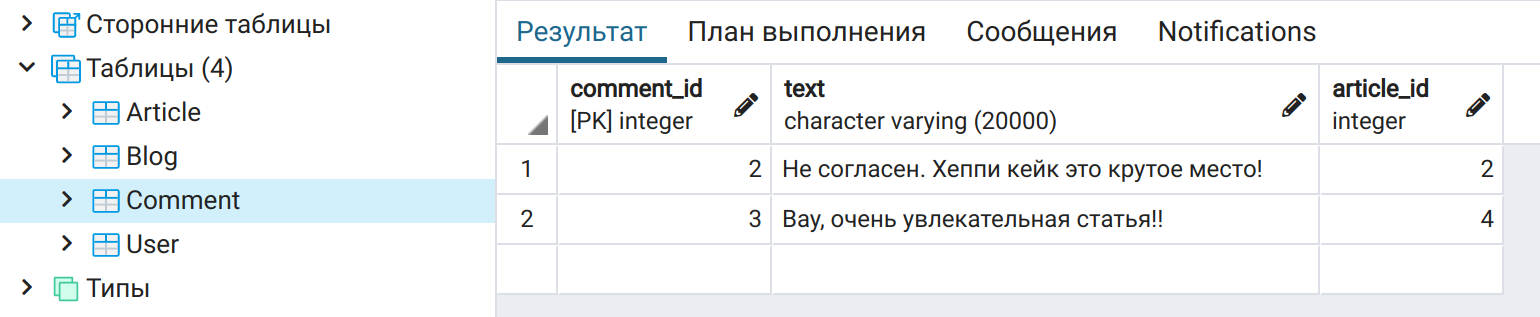 Сторонние таблицы
Таблицы (4)
Article
Blog
Comment
User
Типы
Результат План выполнения Сообщения Notifications
comment_id text article_id
[PK] integer character varying (20000) integer
1 2 Не согласен. Хеппи кейк это крутое место! 2
2 3 Вау, очень увлекательная статья!! 4